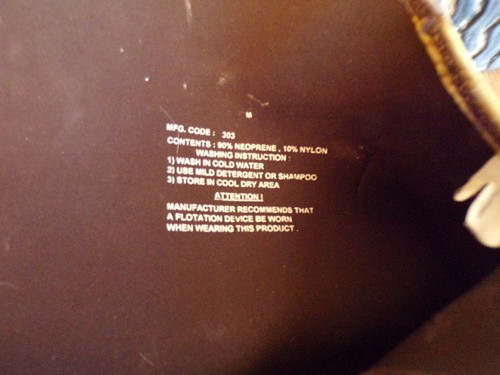 M
MFG. CODE : 303
CONTENTS : 90% NEOPRENE , 10% NYLON
WASHING INSTRUCTION :
1) WASH IN COLD WATER
2) USE MILD DETERGENT OR SHAMPOO
3) STORE IN COOL DRY AREA
ATTENTION !
MANUFACTURER RECOMMENDS THAT
A FLOTATION DEVICE BE WORN
WHEN WEARING THIS PRODUCT .